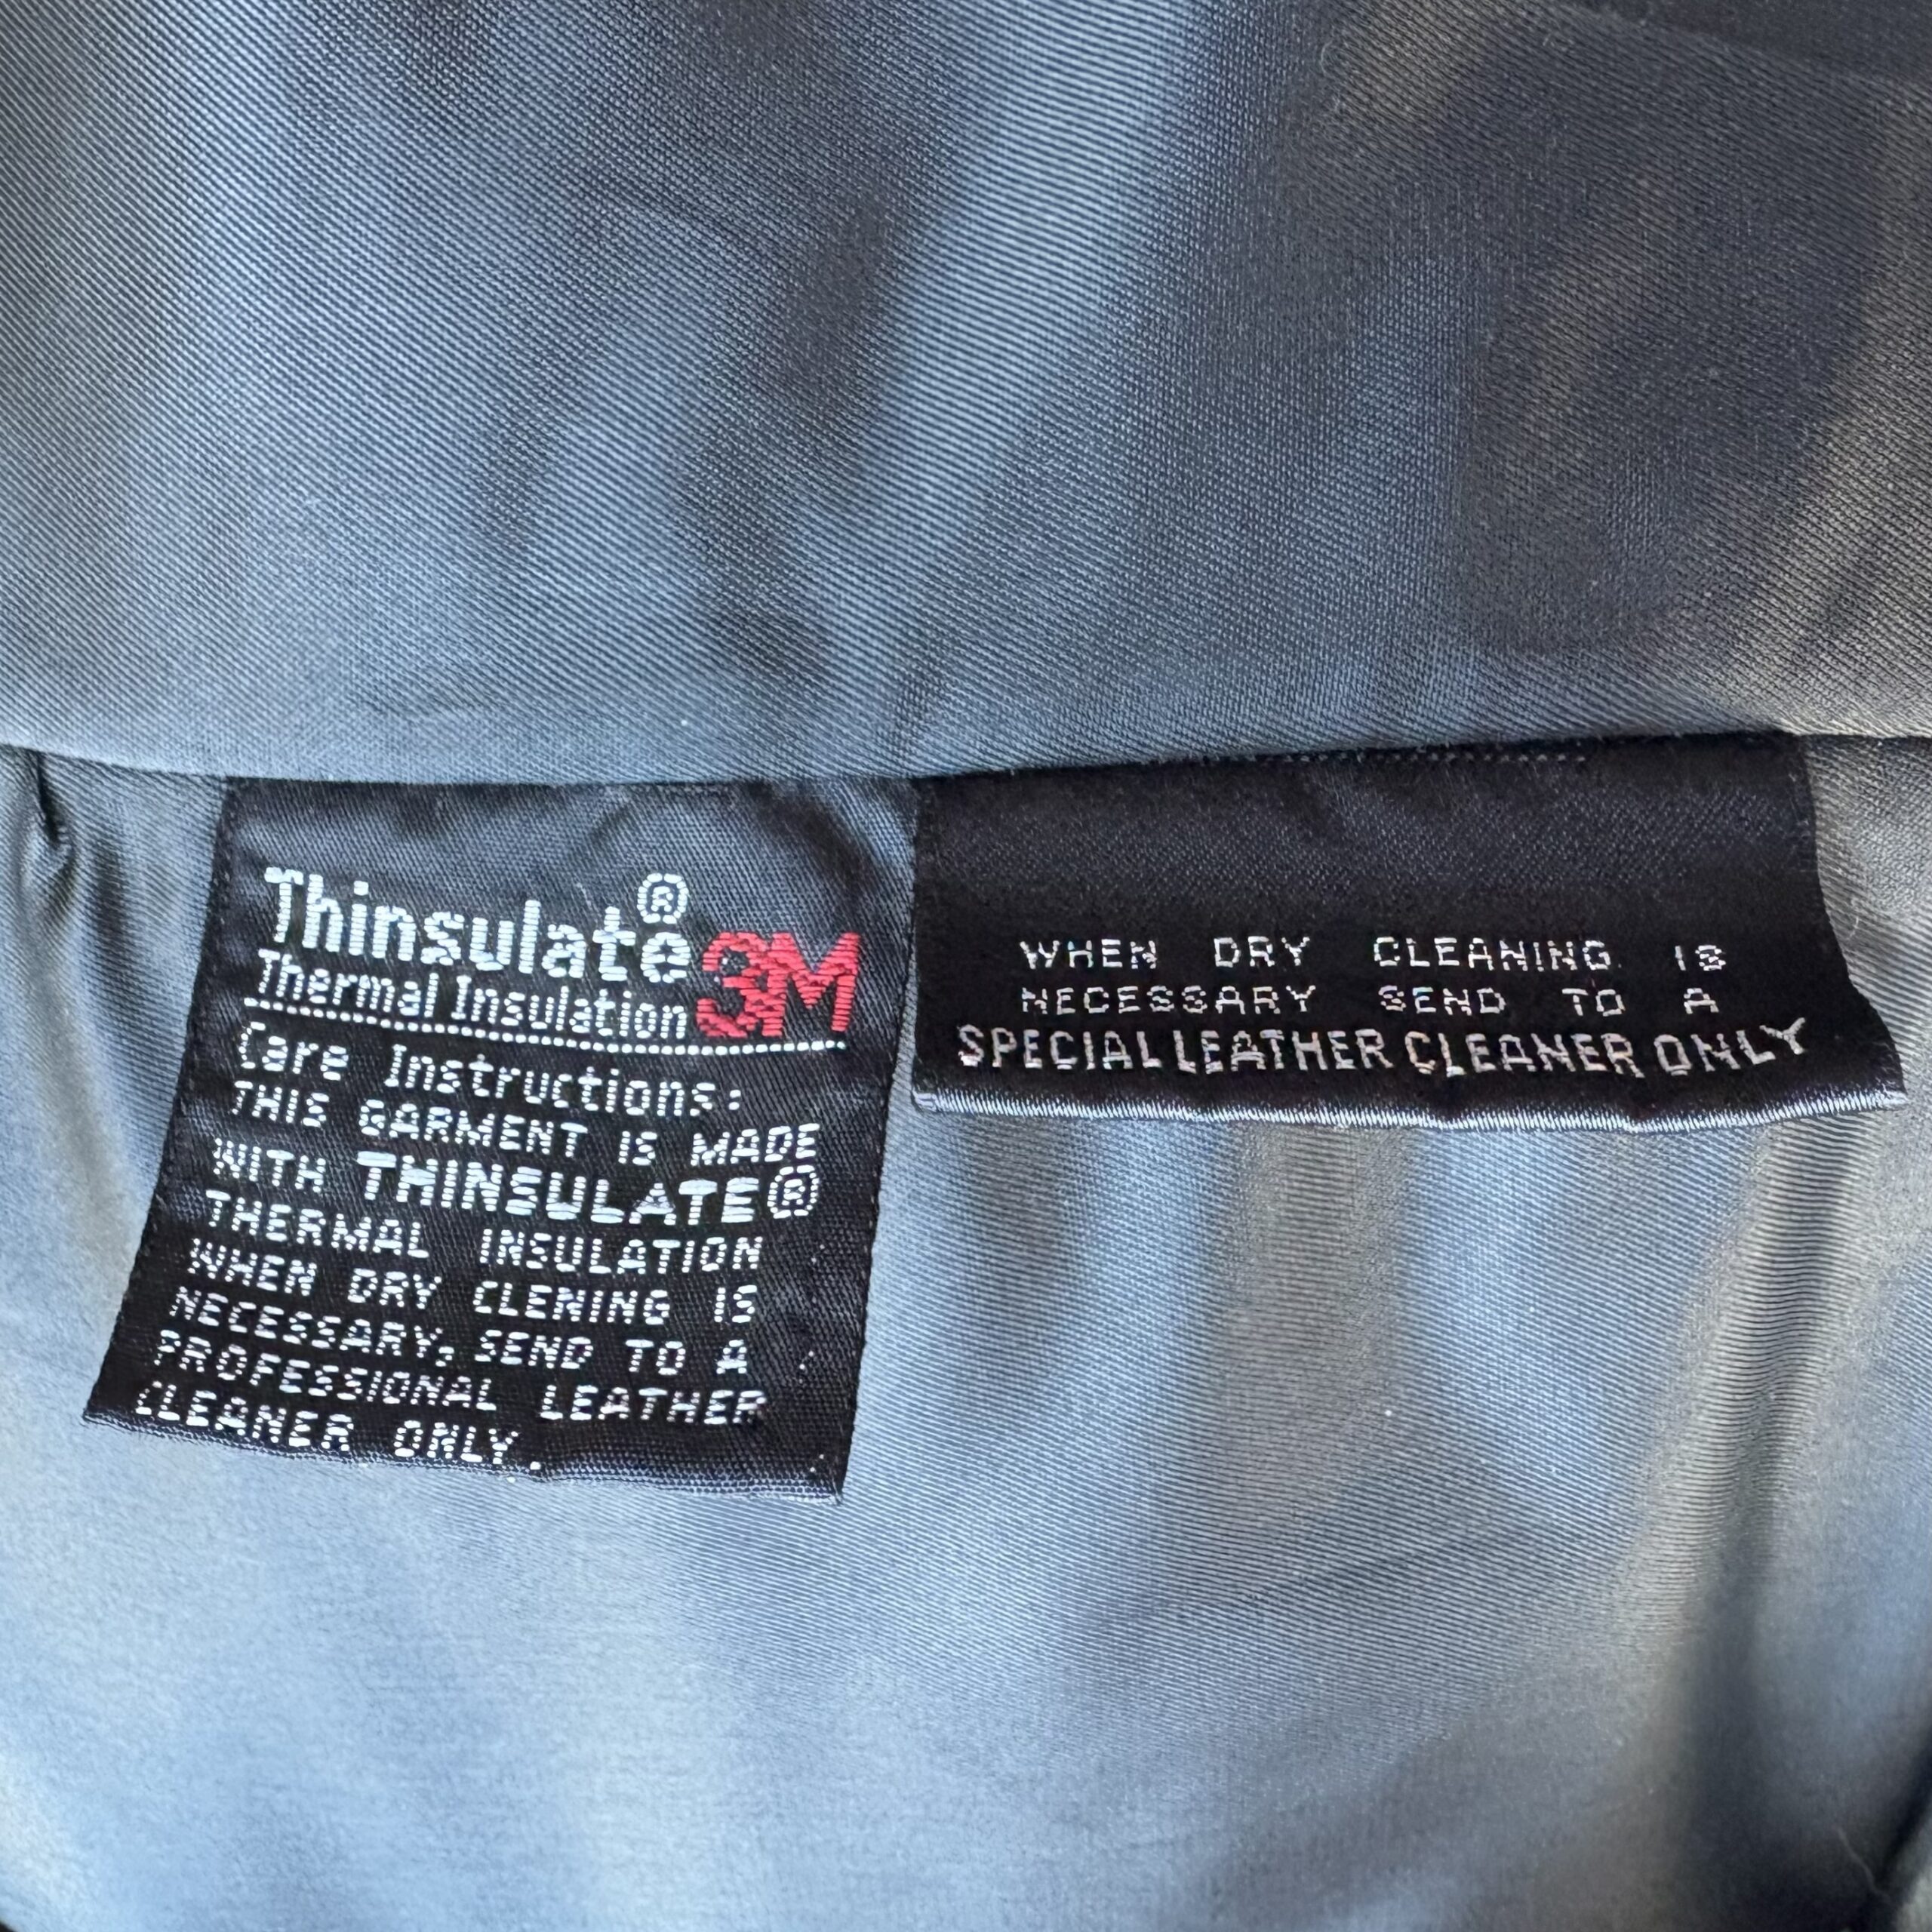 Thinsulate®
Thermal Insulation 3M
Care Instructions:
THIS GARMENT IS MADE
WITH THINSULATE®
THERMAL INSULATION
WHEN DRY CLENING IS
NECESSARY, SEND TO A
PROFESSIONAL LEATHER
CLEANER ONLY.
WHEN DRY CLEANING IS
NECESSARY SEND TO A
SPECIAL LEATHER CLEANER ONLY